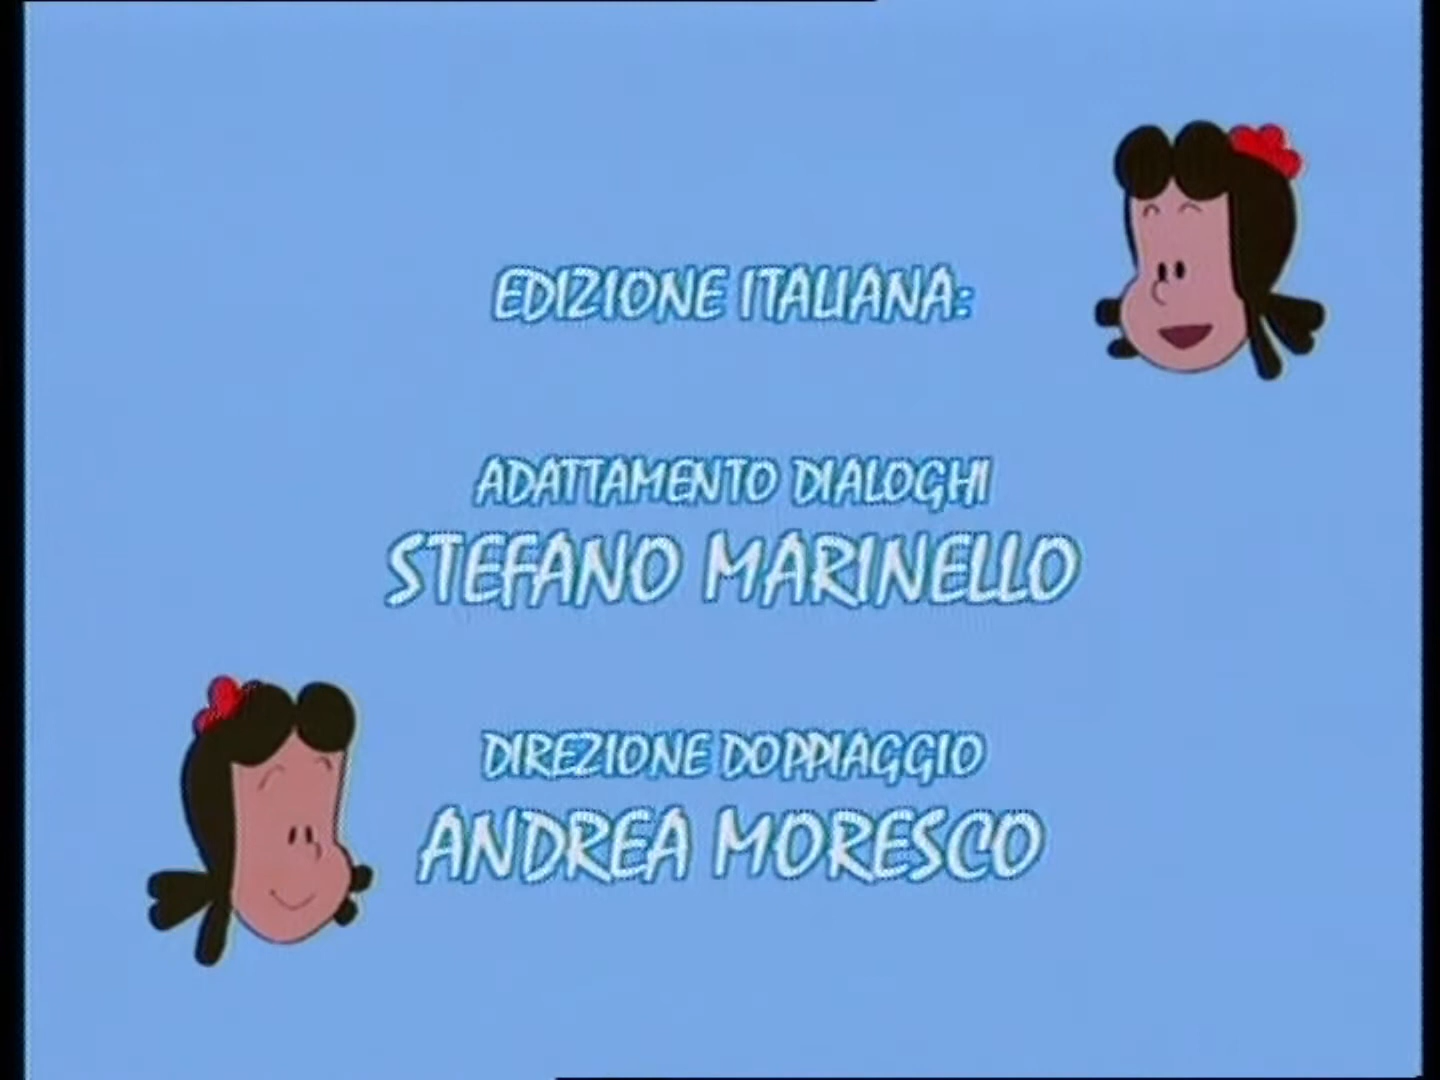 EDIZIONE ITALIANA:
ADATTAMENTO DIALOGHI
STEFANO MARINELLO
DIREZIONE DOPPIAGGIO
ANDREA MORESCO